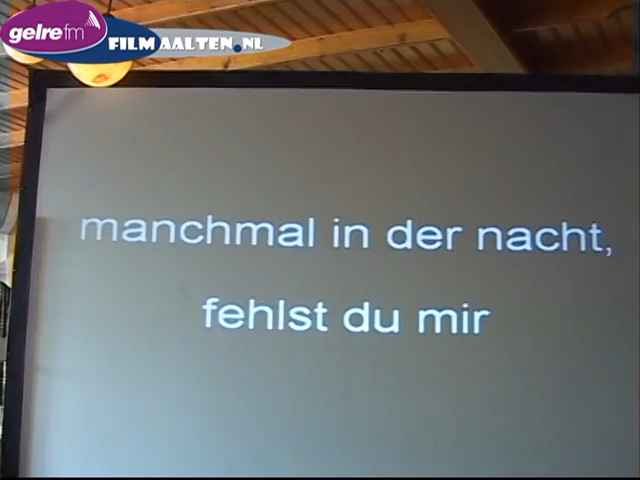 gelre fm
FILMAALTEN.NL
manchmal in der nacht,
fehlst du mir